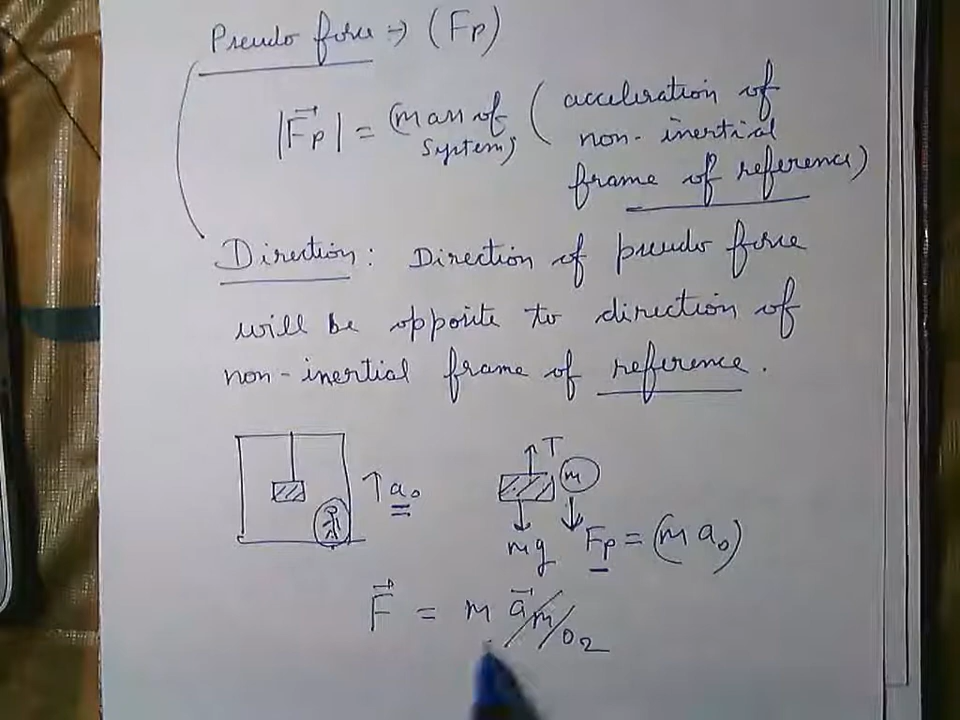 Pseudo force :-> (Fp)
|F⃗p| = (mass of system) (acceleration of non-inertial frame of reference)
Direction: Direction of pseudo force
will be opposite to direction of
non-inertial frame of reference.
↑ a₀
↑ T
m
mg Fp = (m a₀)
F⃗ = m a⃗/m/O₂